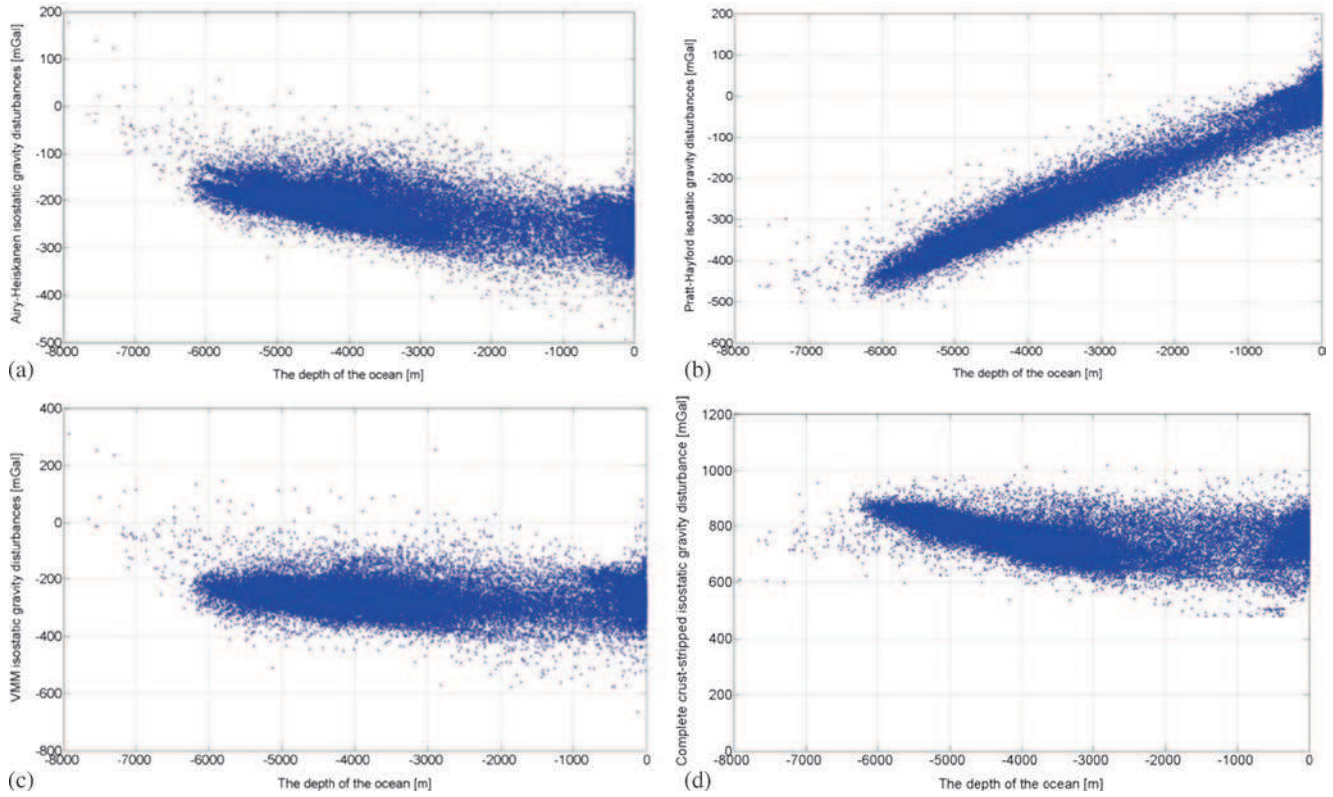 200
100
0
-100
-200
-300
-400
-500
-8000 -7000 -6000 -5000 -4000 -3000 -2000 -1000 0
Airy-Heiskanen isostatic gravity disturbances [mGal]
The depth of the ocean [m]
(a)
200
100
0
-100
-200
-300
-400
-500
-600
-8000 -7000 -6000 -5000 -4000 -3000 -2000 -1000 0
Pratt-Hayford isostatic gravity disturbances [mGal]
The depth of the ocean [m]
(b)
400
200
0
-200
-400
-600
-800
-8000 -7000 -6000 -5000 -4000 -3000 -2000 -1000 0
VMM isostatic gravity disturbances [mGal]
The depth of the ocean [m]
(c)
1200
1000
800
600
400
200
0
-8000 -7000 -6000 -5000 -4000 -3000 -2000 -1000 0
Complete crust-stripped isostatic gravity disturbance [mGal]
The depth of the ocean [m]
(d)